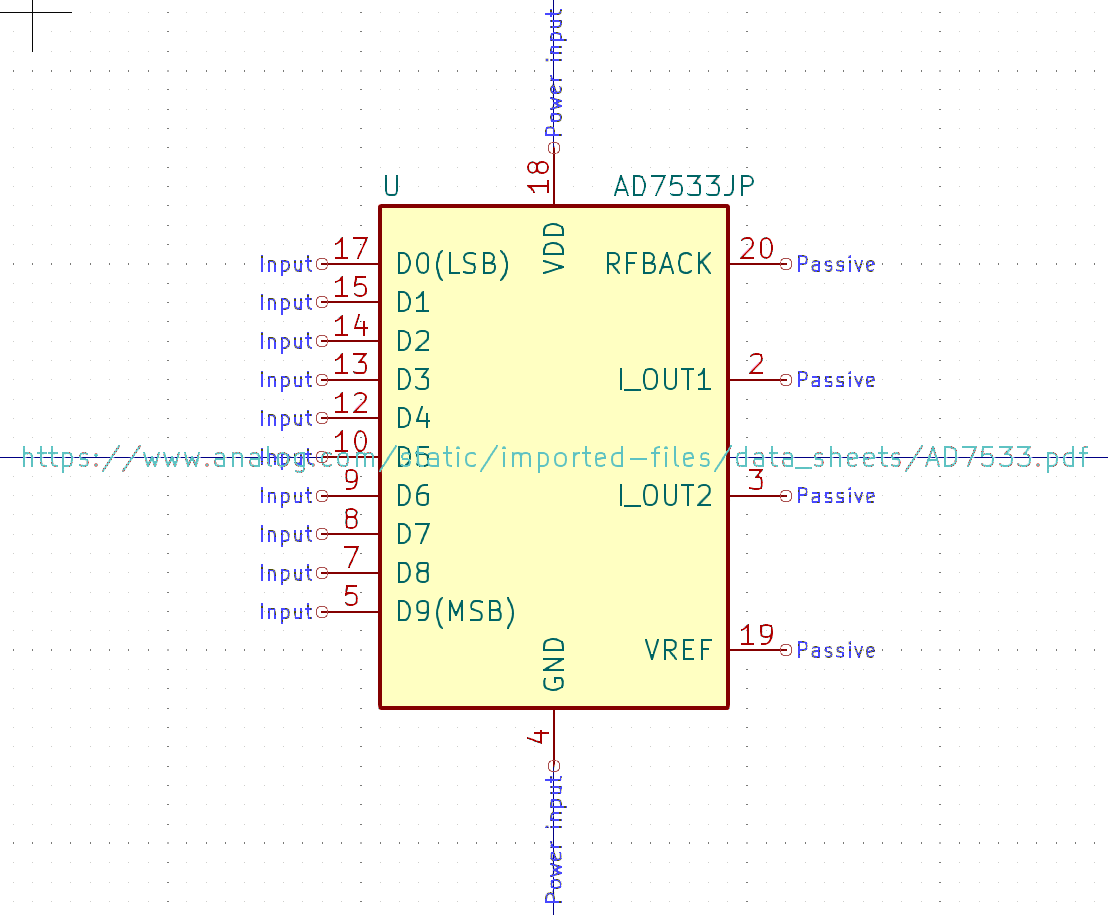 Power input
18
U AD7533JP
VDD
Input 17 D0(LSB) RFBACK 20 Passive
Input 15 D1
Input 14 D2
Input 13 D3 I_OUT1 2 Passive
Input 12 D4
Input 10 D5
https://www.analog.com/static/imported-files/data_sheets/AD7533.pdf
Input 9 D6 I_OUT2 3 Passive
Input 8 D7
Input 7 D8
Input 5 D9(MSB)
VREF 19 Passive
GND
4
Power input